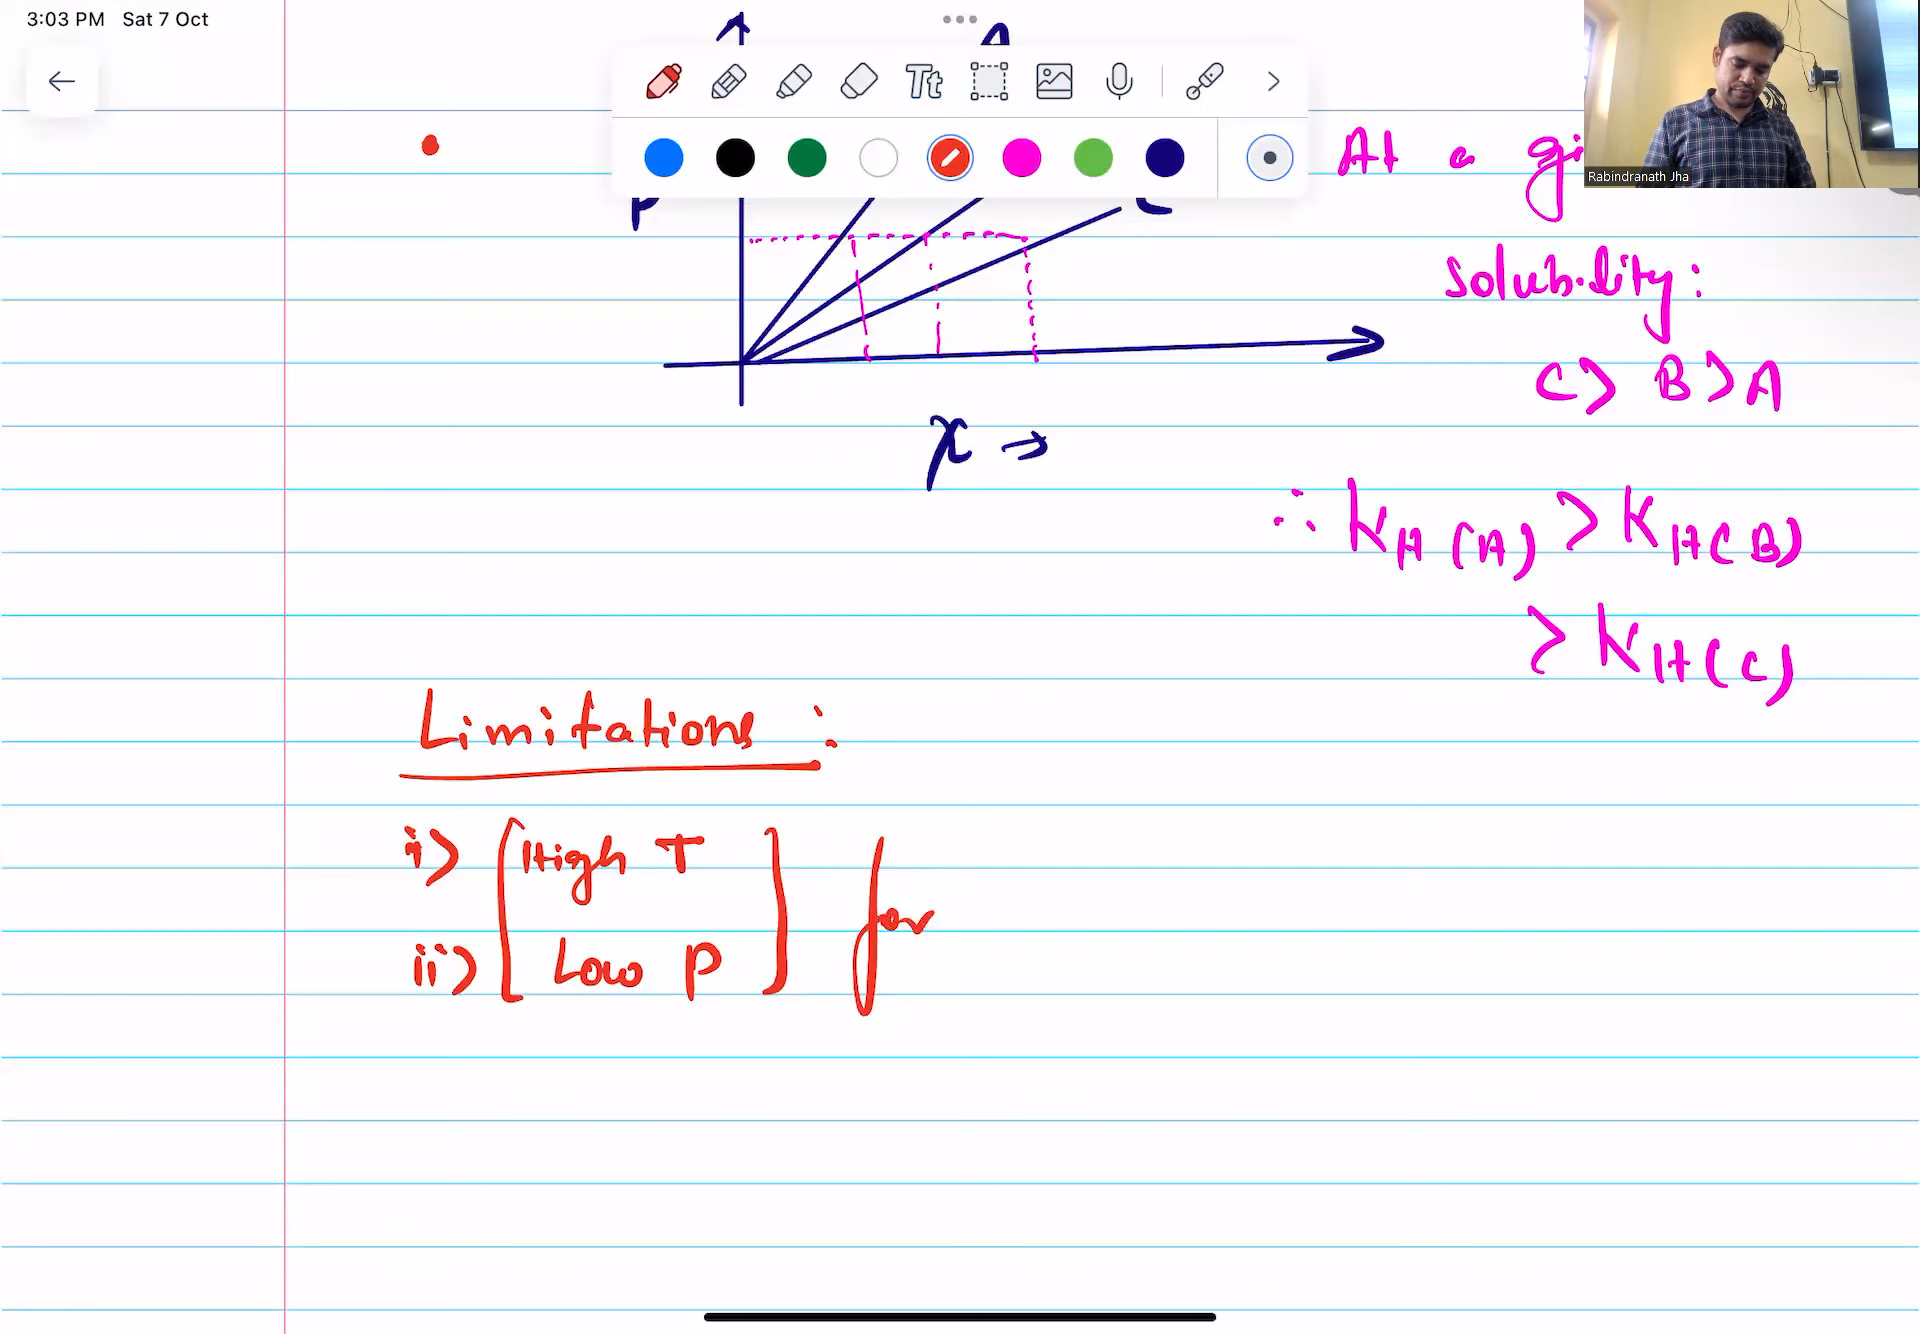 3:03 PM Sat 7 Oct
Tt
Rabindranath Jha
At a gi
P
C
Solubility:
C > B > A
x →
∴ KH(A) > KH(B)
> KH(C)
Limitations :
i) [High T
ii) Low P] for